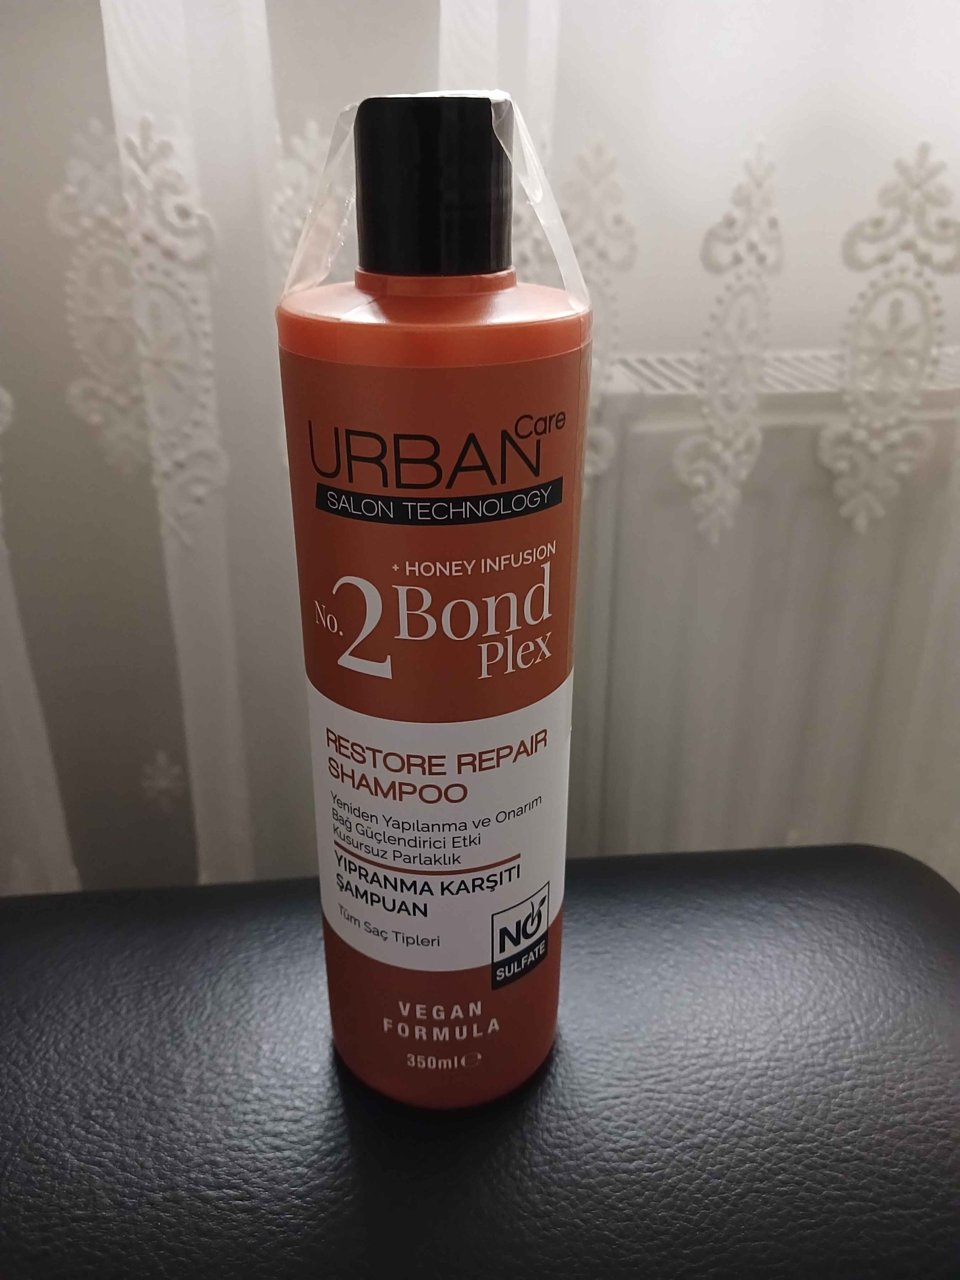 URBAN Care
SALON TECHNOLOGY
+ HONEY INFUSION
No.2 Bond
Plex
RESTORE REPAIR
SHAMPOO
Yeniden Yapılanma ve Onarım
Bağ Güçlendirici Etki
Kusursuz Parlaklık
YIPRANMA KARŞITI
ŞAMPUAN
Tüm Saç Tipleri
NO
SULFATE
VEGAN
FORMULA
350ml ℮